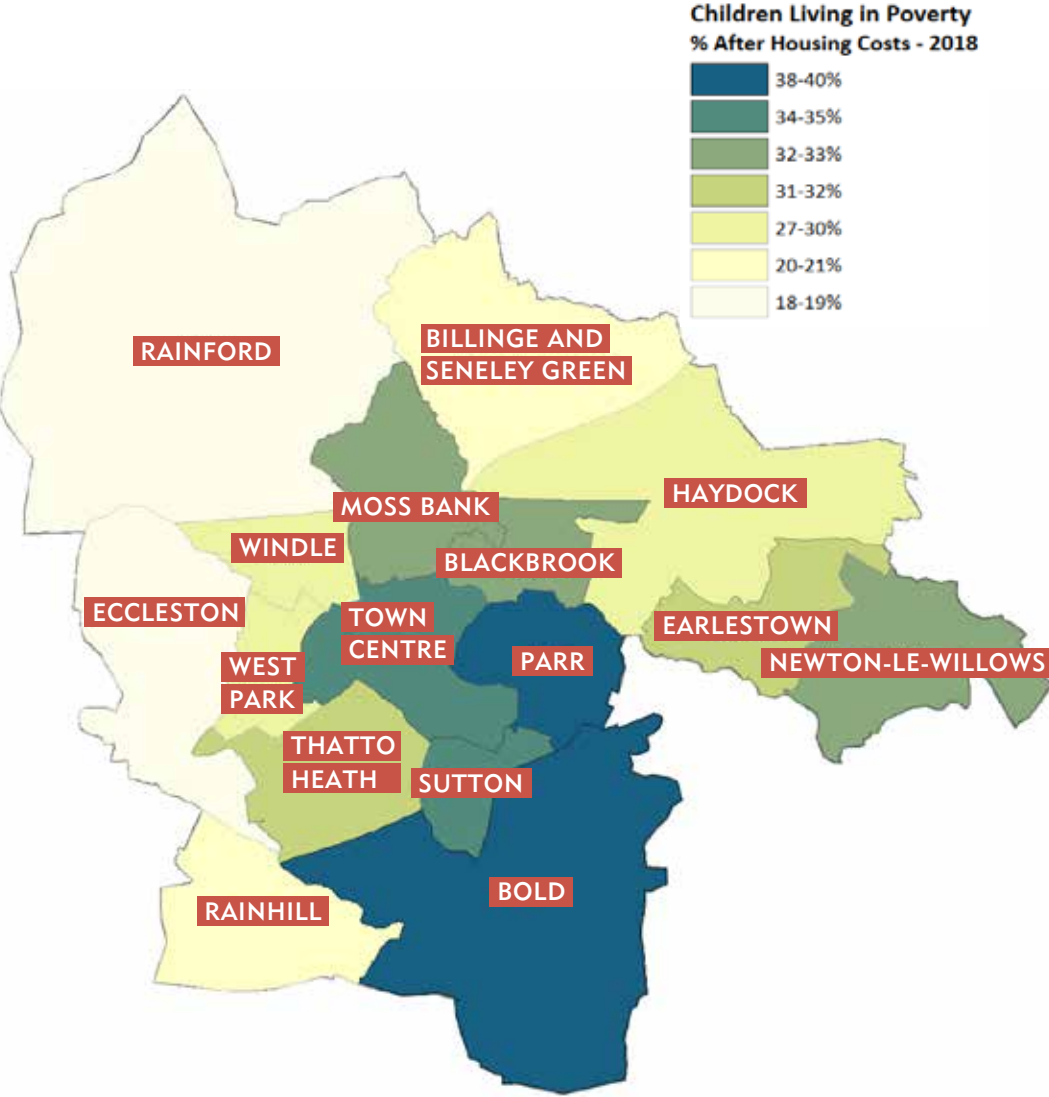 Children Living in Poverty
% After Housing Costs - 2018
38-40%
34-35%
32-33%
31-32%
27-30%
20-21%
18-19%
RAINFORD
BILLINGE AND
SENELEY GREEN
MOSS BANK
HAYDOCK
WINDLE
BLACKBROOK
ECCLESTON
TOWN
CENTRE
EARLESTOWN
WEST
PARK
PARR
NEWTON-LE-WILLOWS
THATTO
HEATH
SUTTON
BOLD
RAINHILL